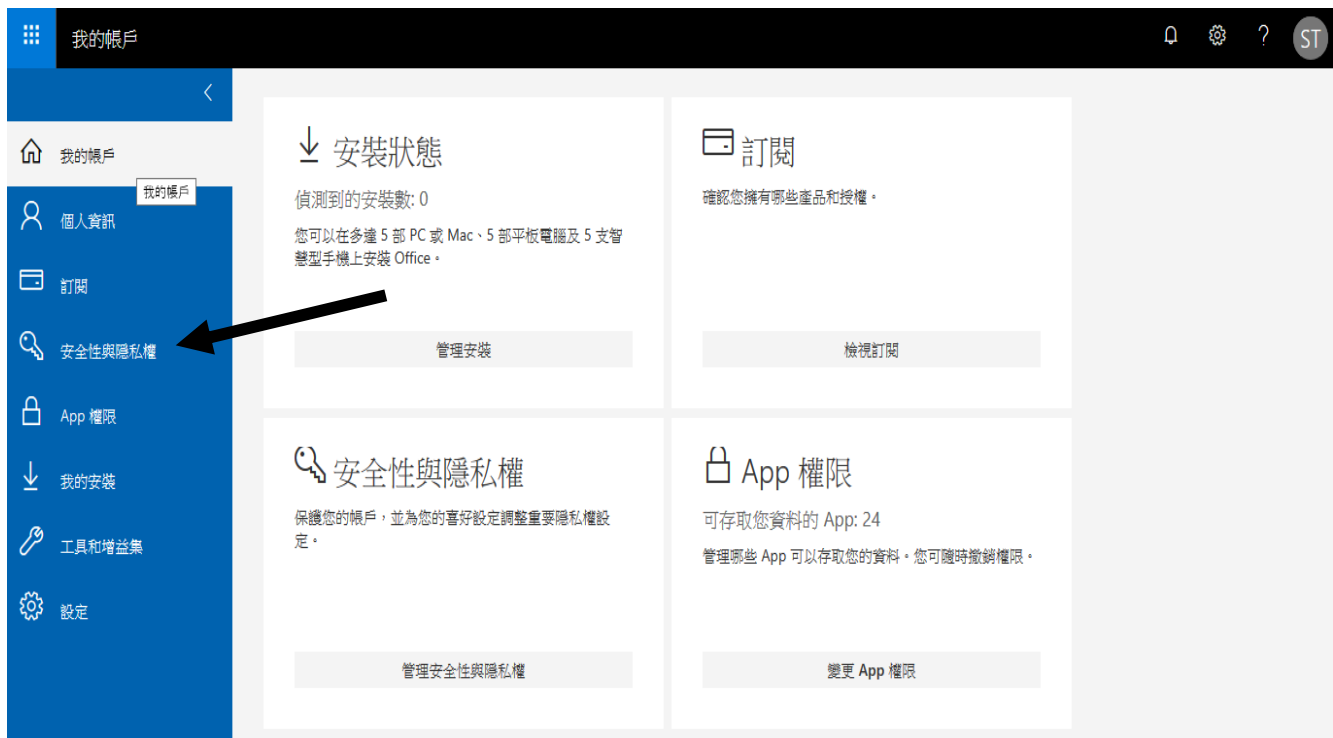 我的帳戶
?
ST
我的帳戶
我的帳戶
個人資訊
訂閱
安全性與隱私權
App 權限
我的安裝
工具和增益集
設定
安裝狀態
偵測到的安裝數: 0
您可以在多達 5 部 PC 或 Mac、5 部平板電腦及 5 支智
慧型手機上安裝 Office。
管理安裝
訂閱
確認您擁有哪些產品和授權。
檢視訂閱
安全性與隱私權
保護您的帳戶，並為您的喜好設定調整重要隱私權設
定。
管理安全性與隱私權
App 權限
可存取您資料的 App: 24
管理哪些 App 可以存取您的資料。您可隨時撤銷權限。
變更 App 權限